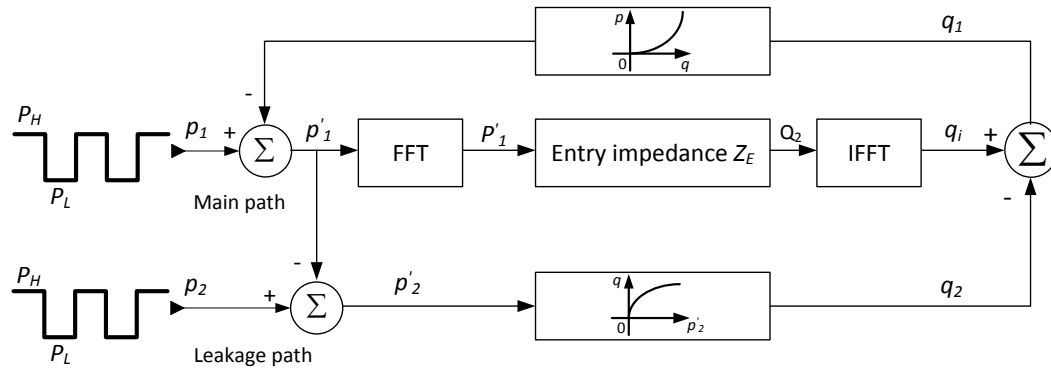 p
0
q
q1
-
PH
p1
+
Σ
p'1
FFT
P'1
Entry impedance ZE
Q2
IFFT
qi
+
Σ
PL
Main path
-
-
PH
p2
+
Σ
p'2
q
0
p'2
q2
PL
Leakage path